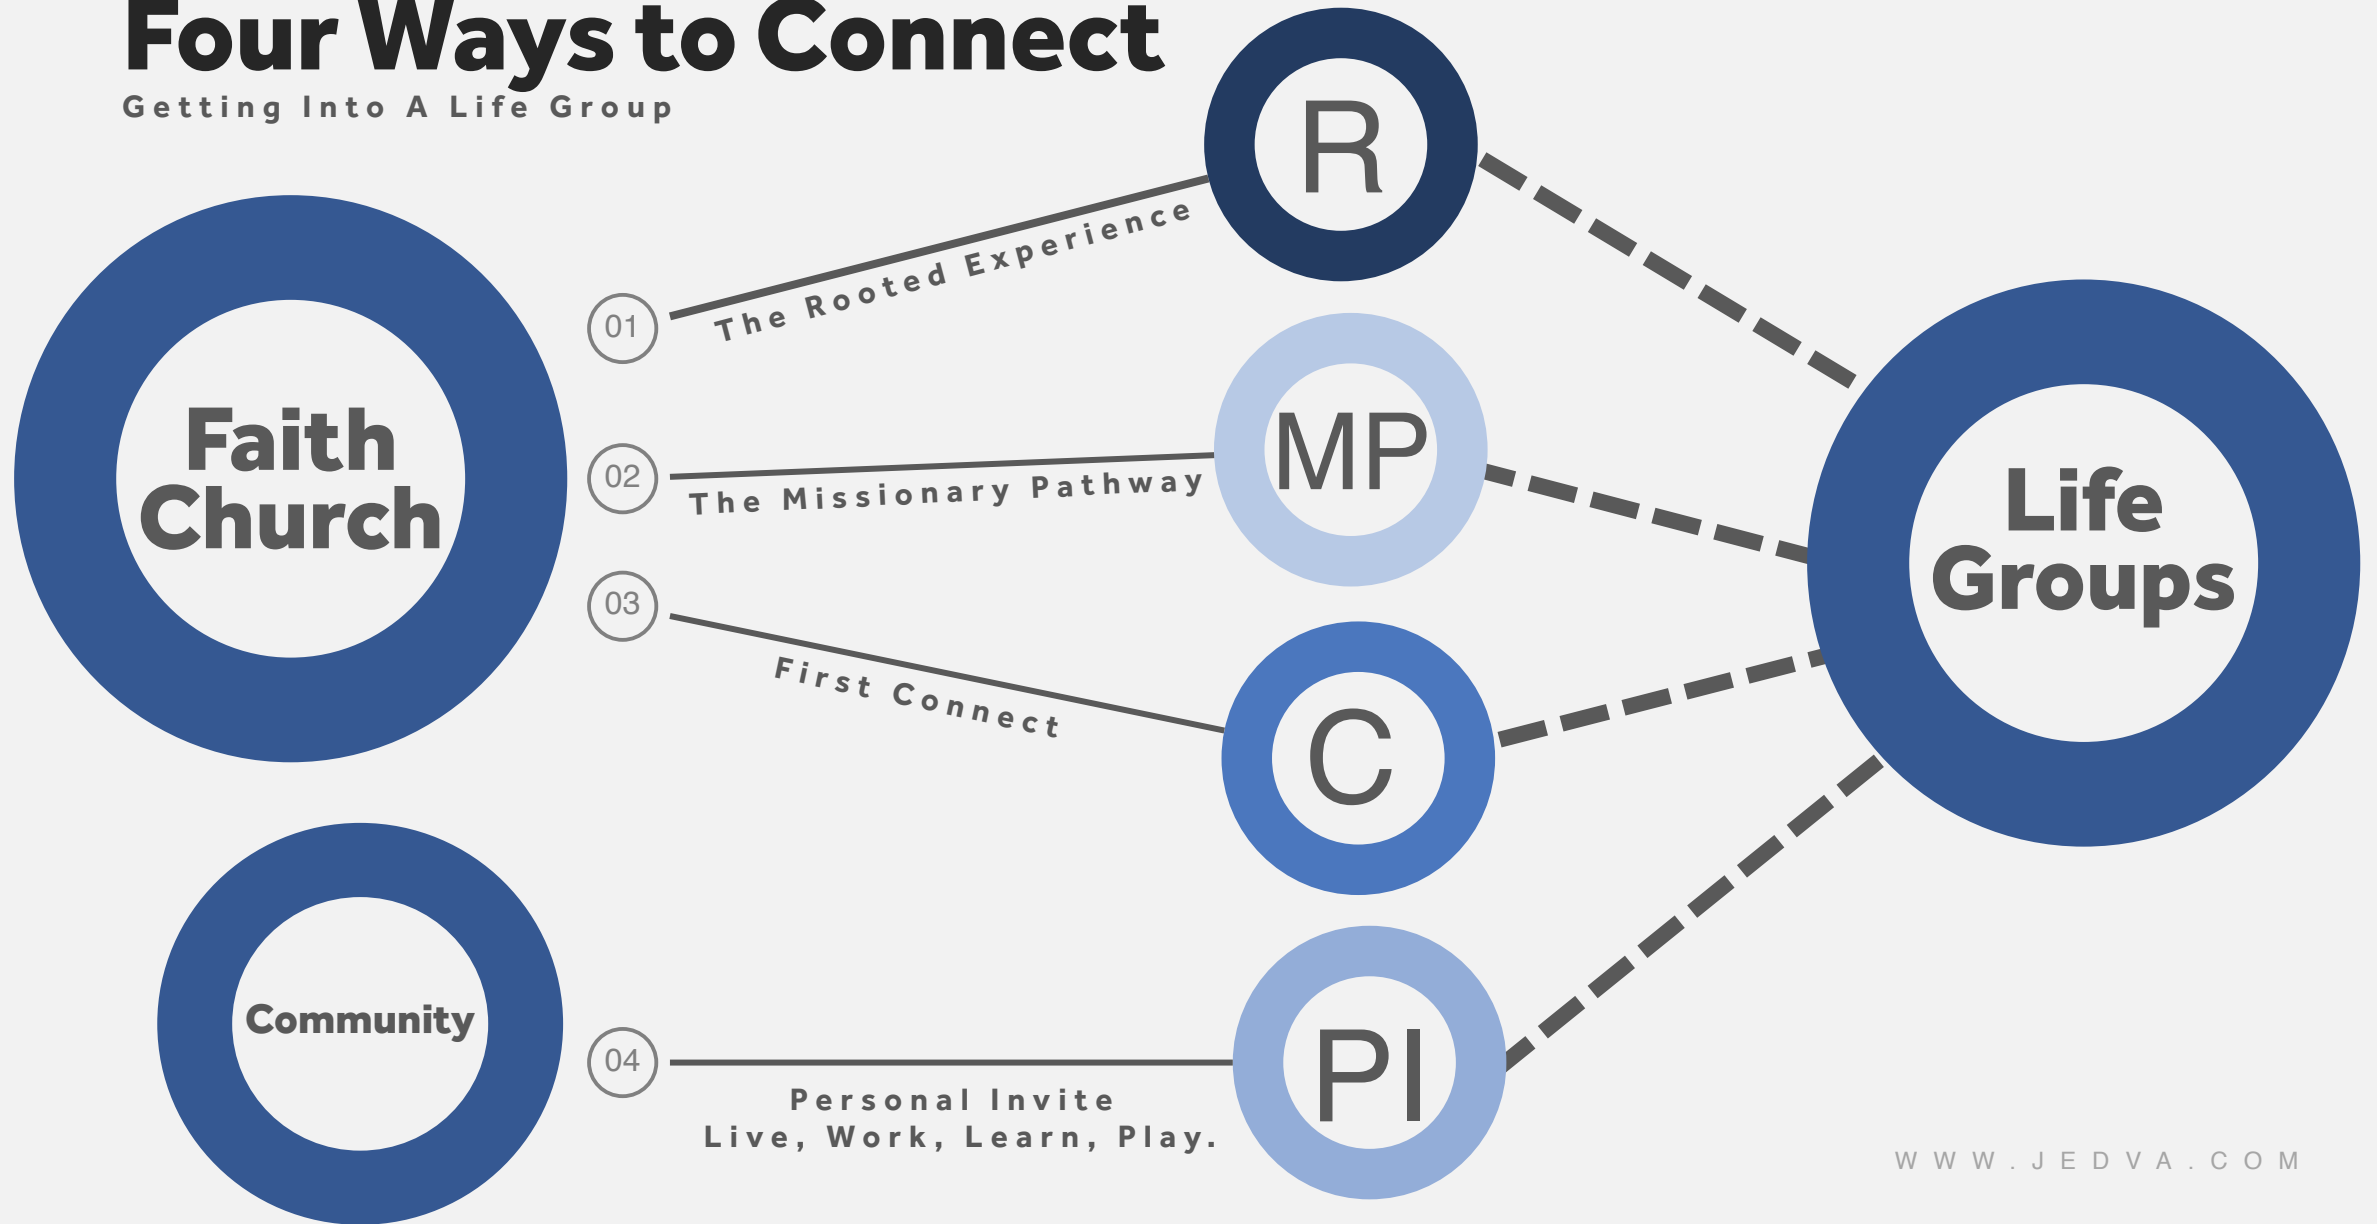 Four Ways to Connect
Getting Into A Life Group
Faith
Church
01
The Rooted Experience
R
02
The Missionary Pathway
MP
03
First Connect
C
Life
Groups
Community
04
Personal Invite
Live, Work, Learn, Play.
PI
WWW.JEDVA.COM